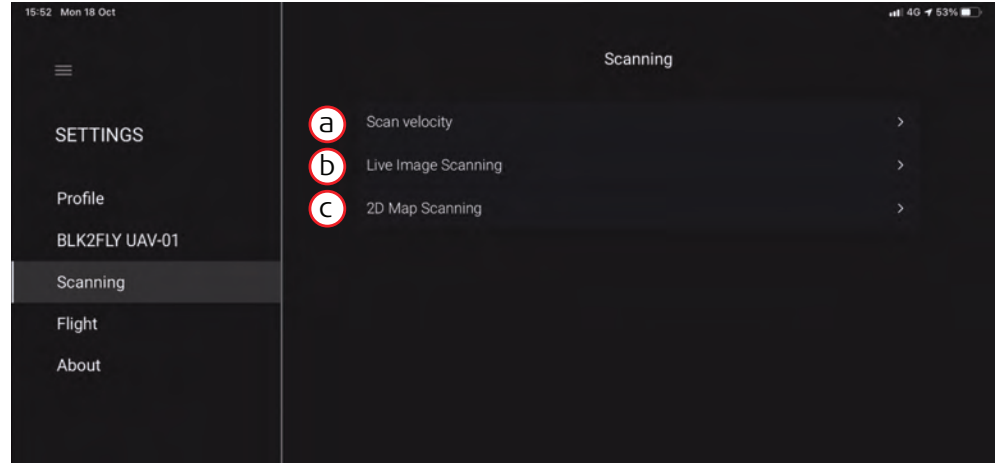 15:52 Mon 18 Oct
4G 53%
SETTINGS
Profile
BLK2FLY UAV-01
Scanning
Flight
About
Scanning
a Scan velocity
b Live Image Scanning
c 2D Map Scanning